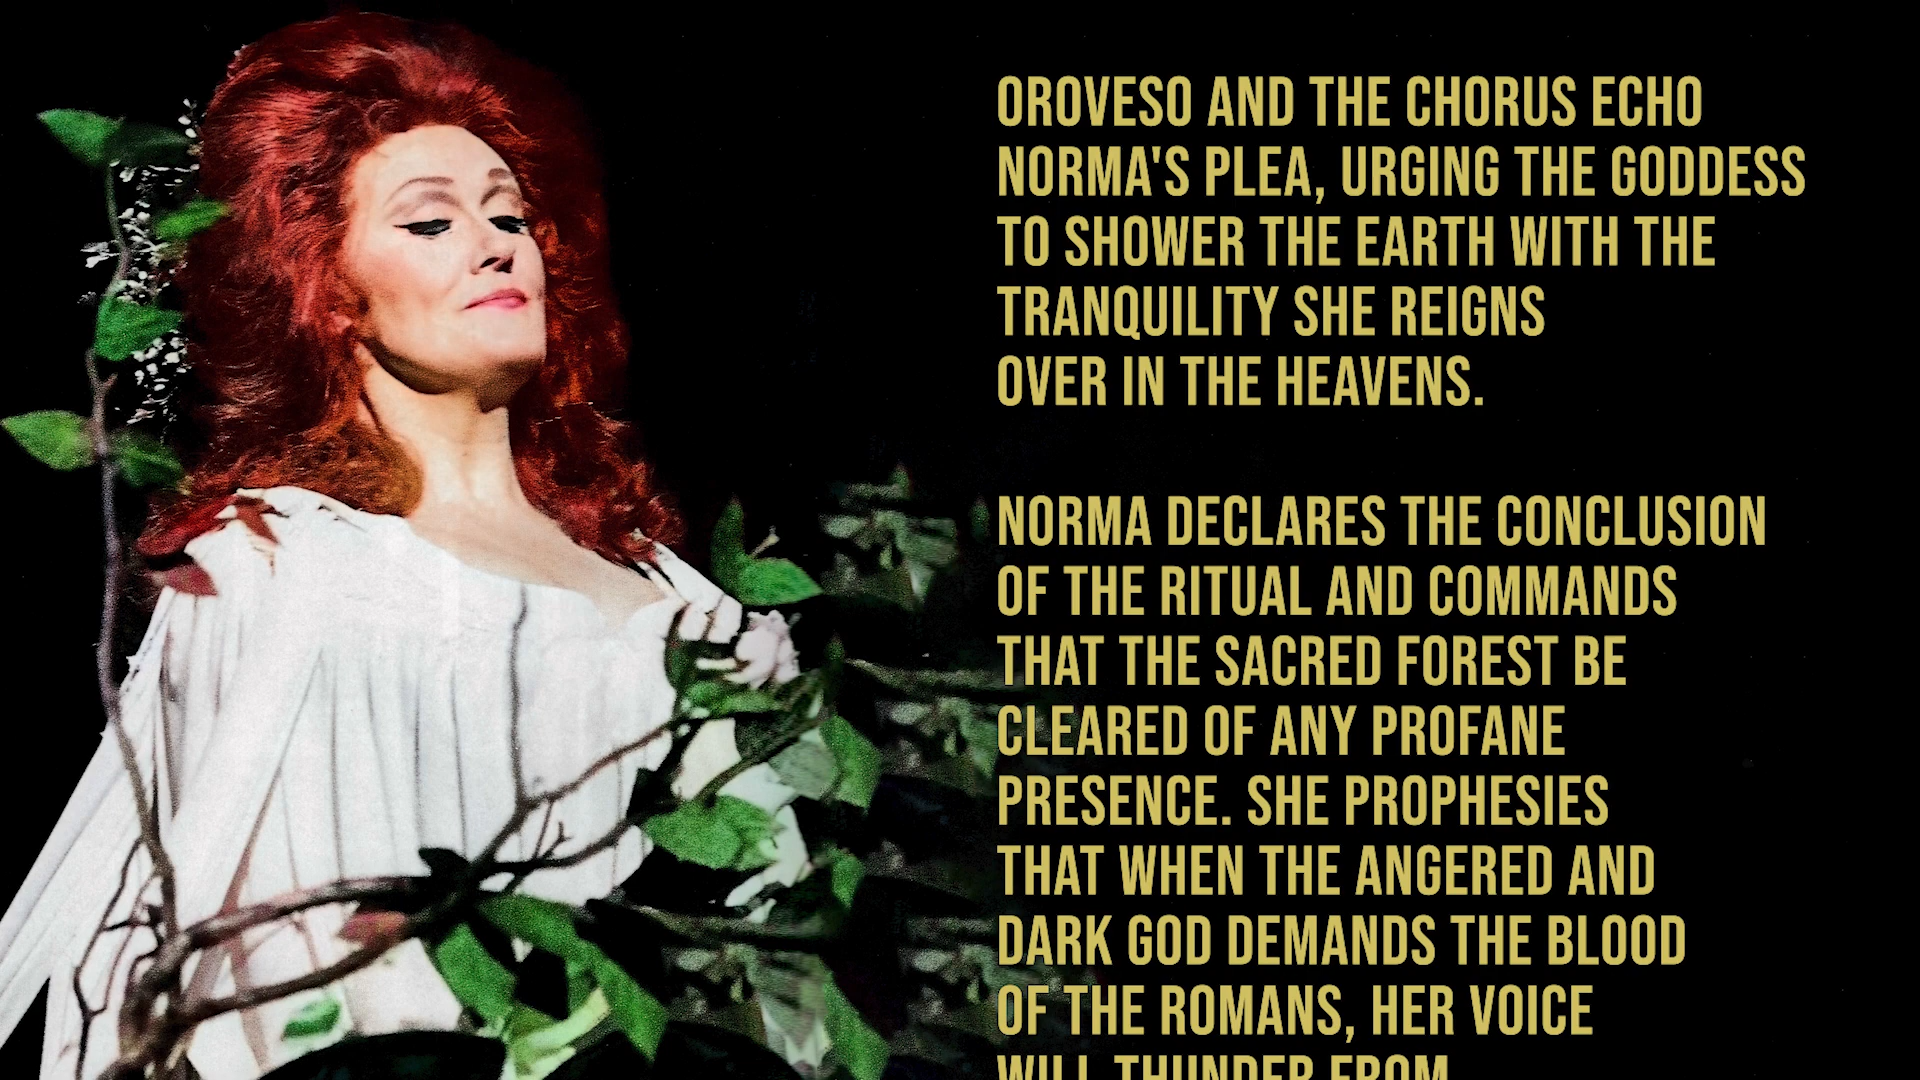 OROVESO AND THE CHORUS ECHO
NORMA'S PLEA, URGING THE GODDESS
TO SHOWER THE EARTH WITH THE
TRANQUILITY SHE REIGNS
OVER IN THE HEAVENS.
NORMA DECLARES THE CONCLUSION
OF THE RITUAL AND COMMANDS
THAT THE SACRED FOREST BE
CLEARED OF ANY PROFANE
PRESENCE. SHE PROPHESIES
THAT WHEN THE ANGERED AND
DARK GOD DEMANDS THE BLOOD
OF THE ROMANS, HER VOICE
WILL THUNDER FROM